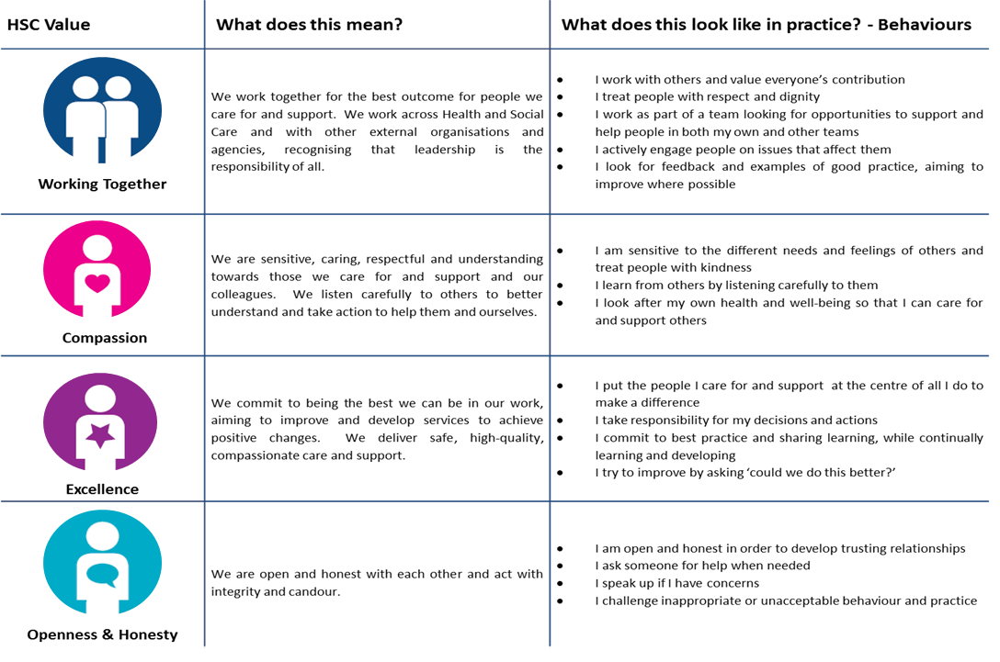 HSC Value
What does this mean?
What does this look like in practice? - Behaviours
Working Together
We work together for the best outcome for people we
care for and support. We work across Health and Social
Care and with other external organisations and
agencies, recognising that leadership is the
responsibility of all.
• I work with others and value everyone’s contribution
• I treat people with respect and dignity
• I work as part of a team looking for opportunities to support and
help people in both my own and other teams
• I actively engage people on issues that affect them
• I look for feedback and examples of good practice, aiming to
improve where possible
Compassion
We are sensitive, caring, respectful and understanding
towards those we care for and support and our
colleagues. We listen carefully to others to better
understand and take action to help them and ourselves.
• I am sensitive to the different needs and feelings of others and
treat people with kindness
• I learn from others by listening carefully to them
• I look after my own health and well-being so that I can care for
and support others
Excellence
We commit to being the best we can be in our work,
aiming to improve and develop services to achieve
positive changes. We deliver safe, high-quality,
compassionate care and support.
• I put the people I care for and support at the centre of all I do to
make a difference
• I take responsibility for my decisions and actions
• I commit to best practice and sharing learning, while continually
learning and developing
• I try to improve by asking ‘could we do this better?’
Openness & Honesty
We are open and honest with each other and act with
integrity and candour.
• I am open and honest in order to develop trusting relationships
• I ask someone for help when needed
• I speak up if I have concerns
• I challenge inappropriate or unacceptable behaviour and practice